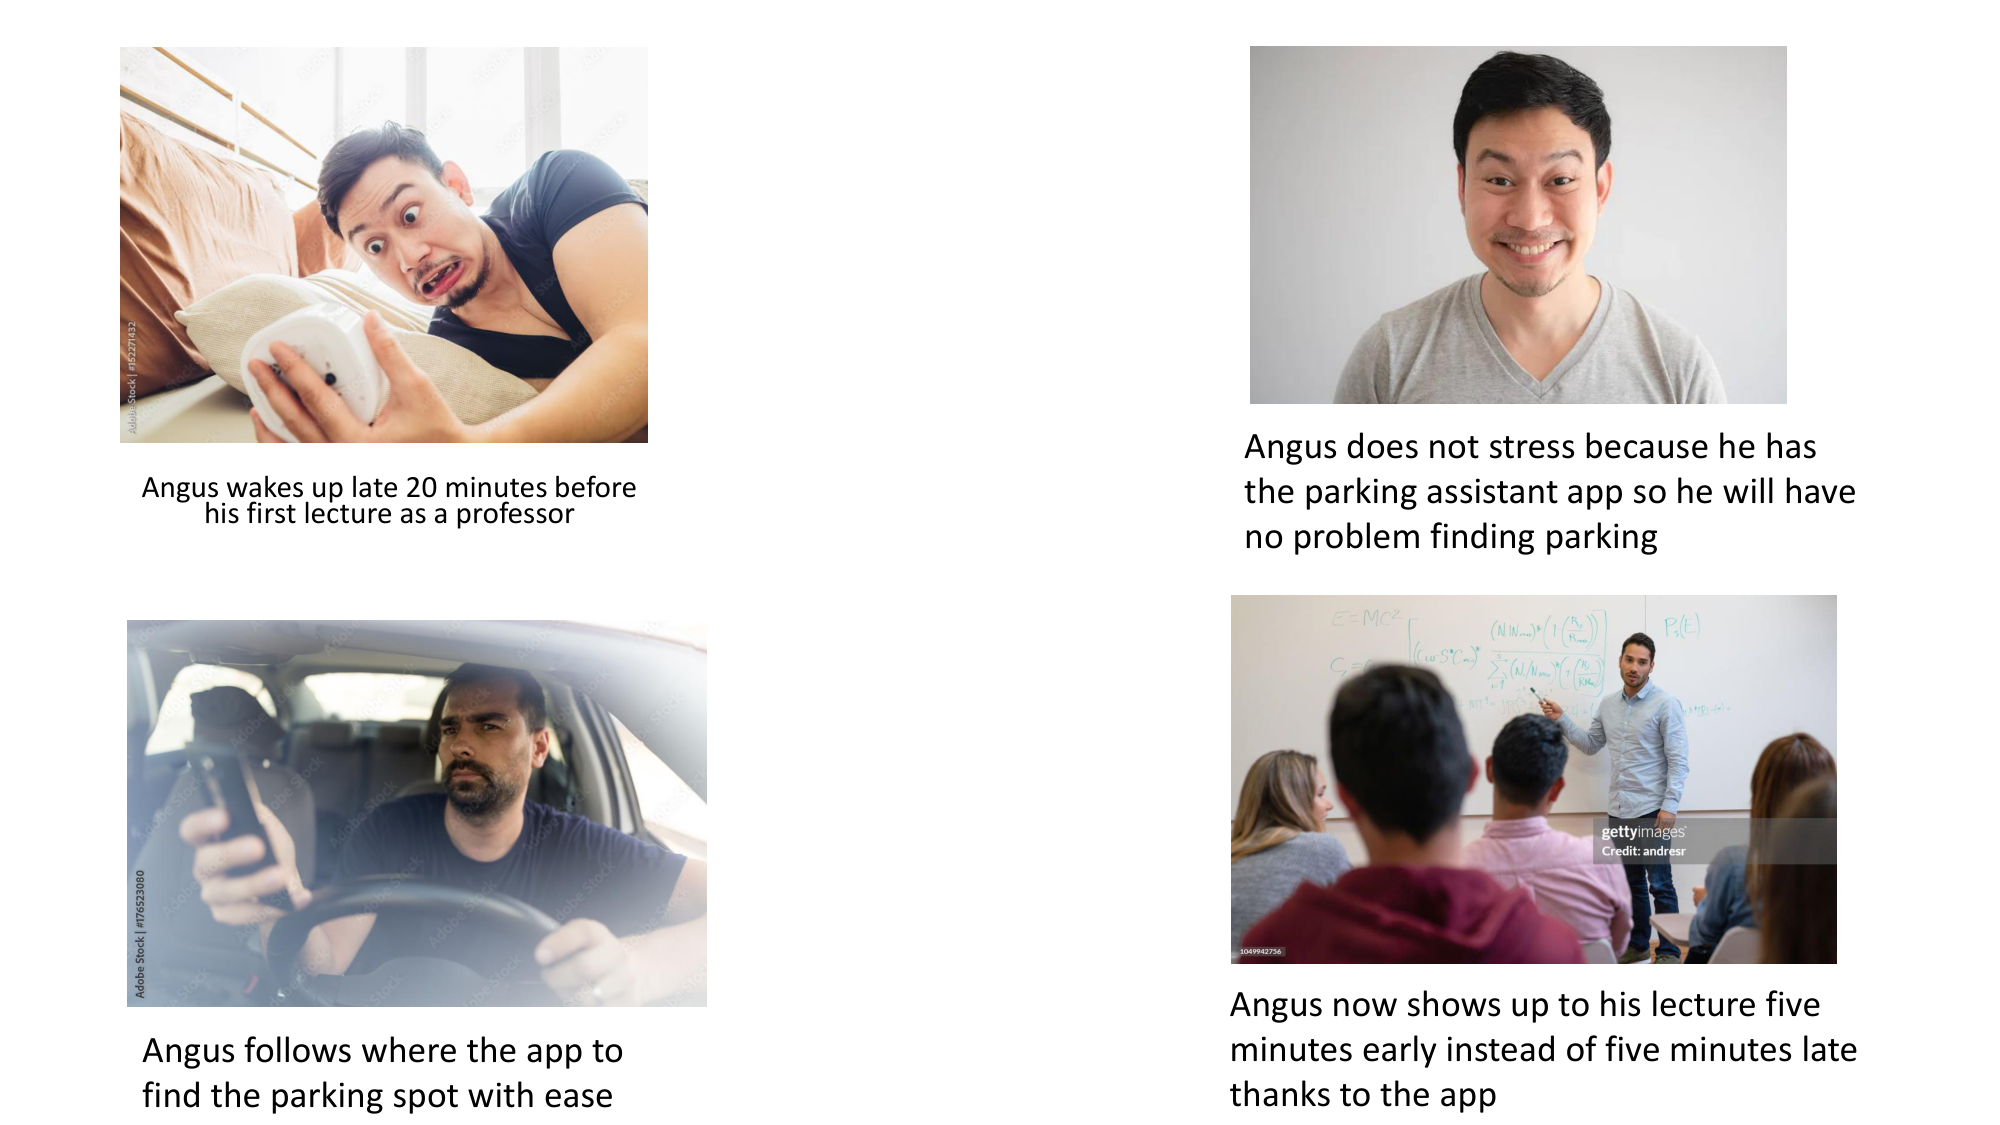 Adobe Stock | #152271432
Angus wakes up late 20 minutes before
his first lecture as a professor
Angus does not stress because he has
the parking assistant app so he will have
no problem finding parking
Adobe Stock | #176523080
Angus follows where the app to
find the parking spot with ease
E=MC²
P₅(E)
gettyimages®
Credit: andresr
1049942756
Angus now shows up to his lecture five
minutes early instead of five minutes late
thanks to the app